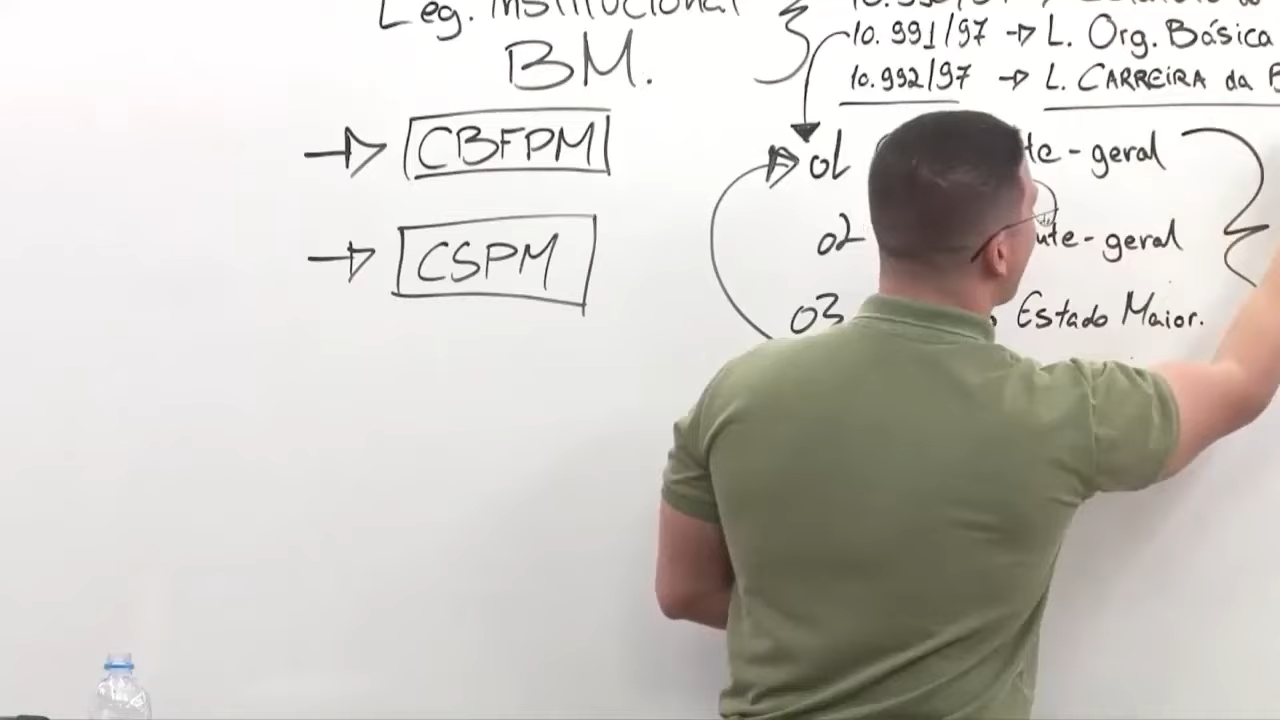 Leg. Institucional
BM.
10.991/97 → L. Org. Básica
10.992/97 → L. CARREIRA da
→ CBFPM
→ CSPM
01 te-geral
02 nte-geral
03 Estado Maior.